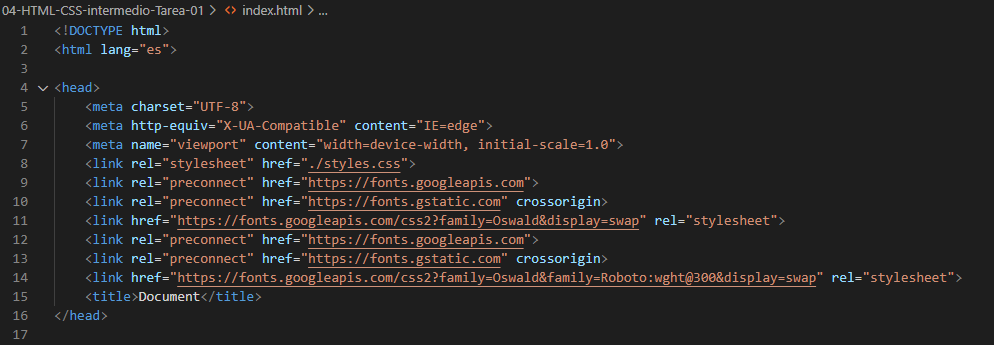 04-HTML-CSS-intermedio-Tarea-01 > <> index.html > ...
1 <!DOCTYPE html>
2 <html lang="es">
3
4 <head>
5 <meta charset="UTF-8">
6 <meta http-equiv="X-UA-Compatible" content="IE=edge">
7 <meta name="viewport" content="width=device-width, initial-scale=1.0">
8 <link rel="stylesheet" href="./styles.css">
9 <link rel="preconnect" href="https://fonts.googleapis.com">
10 <link rel="preconnect" href="https://fonts.gstatic.com" crossorigin>
11 <link href="https://fonts.googleapis.com/css2?family=Oswald&display=swap" rel="stylesheet">
12 <link rel="preconnect" href="https://fonts.googleapis.com">
13 <link rel="preconnect" href="https://fonts.gstatic.com" crossorigin>
14 <link href="https://fonts.googleapis.com/css2?family=Oswald&family=Roboto:wght@300&display=swap" rel="stylesheet">
15 <title>Document</title>
16 </head>
17